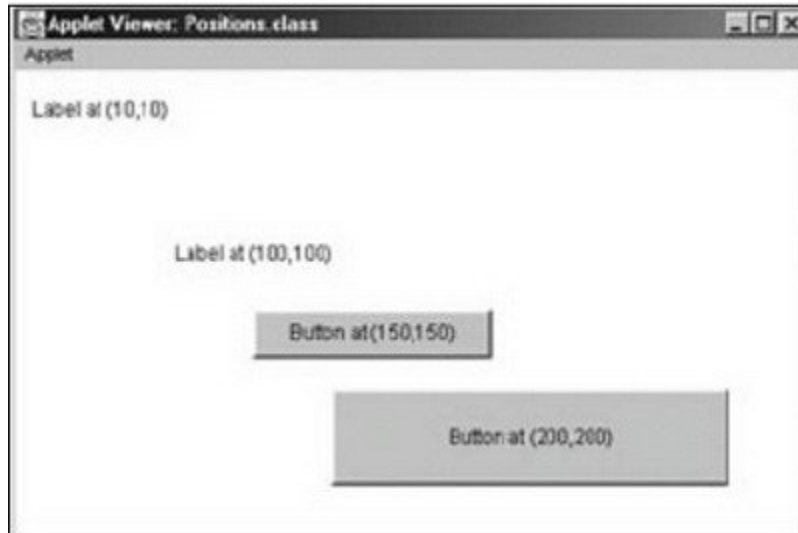 Applet Viewer: Positions.class
Applet
Label at (10,10)
Label at (100,100)
Button at (150,150)
Button at (200,200)